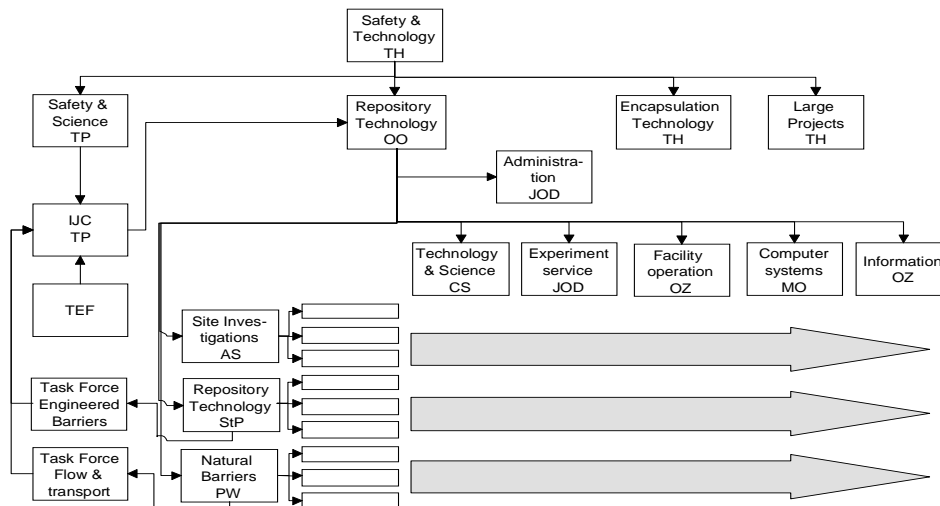 Safety &
Technology
TH
Safety &
Science
TP
Repository
Technology
OO
Encapsulation
Technology
TH
Large
Projects
TH
Administra-
tion
JOD
IJC
TP
Technology
& Science
CS
Experiment
service
JOD
Facility
operation
OZ
Computer
systems
MO
Information
OZ
TEF
Site Inves-
tigations
AS
Task Force
Engineered
Barriers
Repository
Technology
StP
Task Force
Flow &
transport
Natural
Barriers
PW